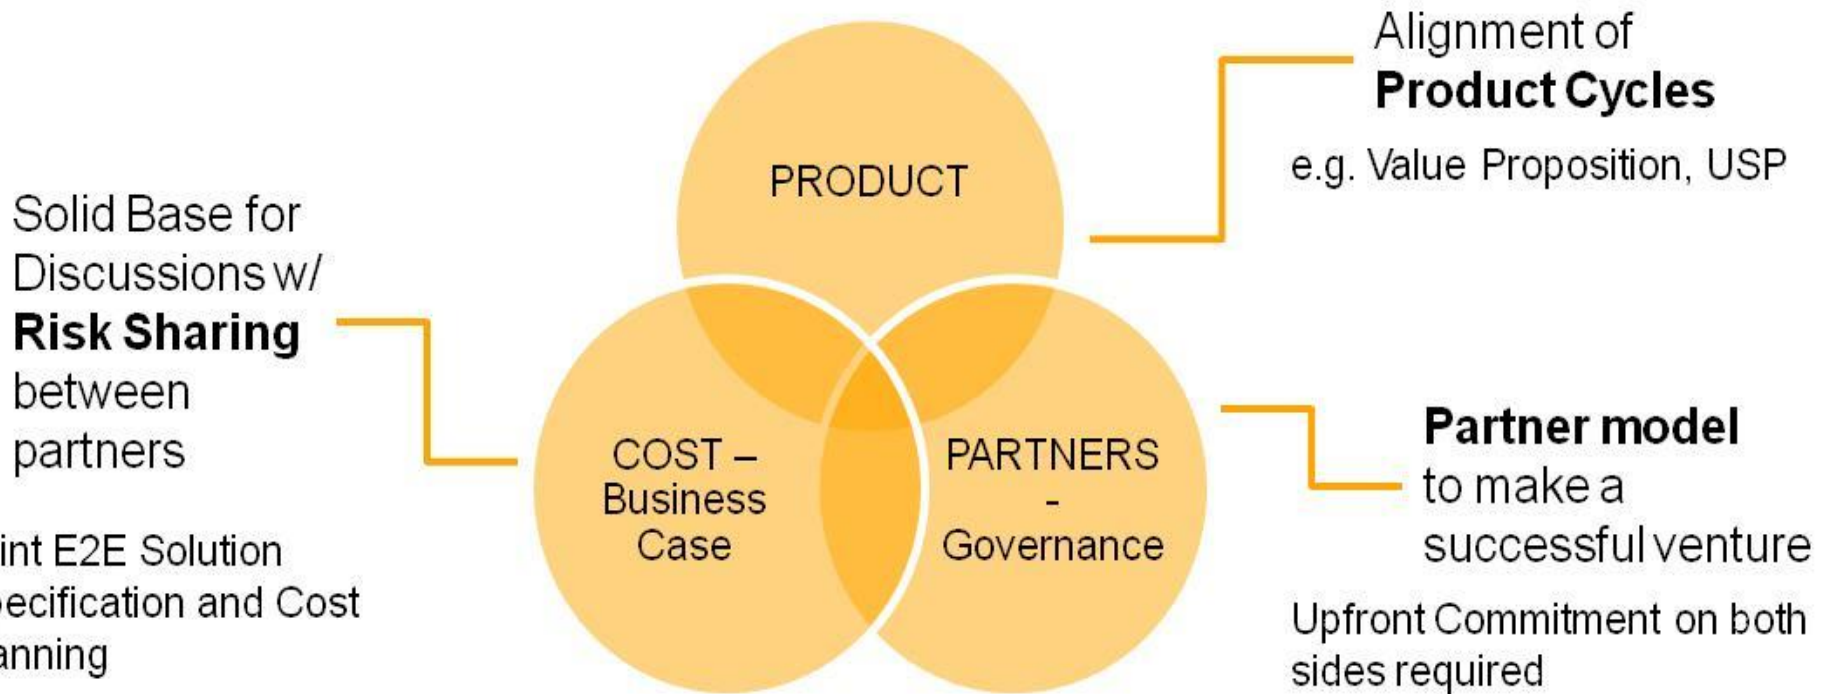 Alignment of
Product Cycles
e.g. Value Proposition, USP
PRODUCT
Solid Base for
Discussions w/
Risk Sharing
between
partners
int E2E Solution
ecification and Cost
anning
COST –
Business
Case
PARTNERS
-
Governance
Partner model
to make a
successful venture
Upfront Commitment on both
sides required